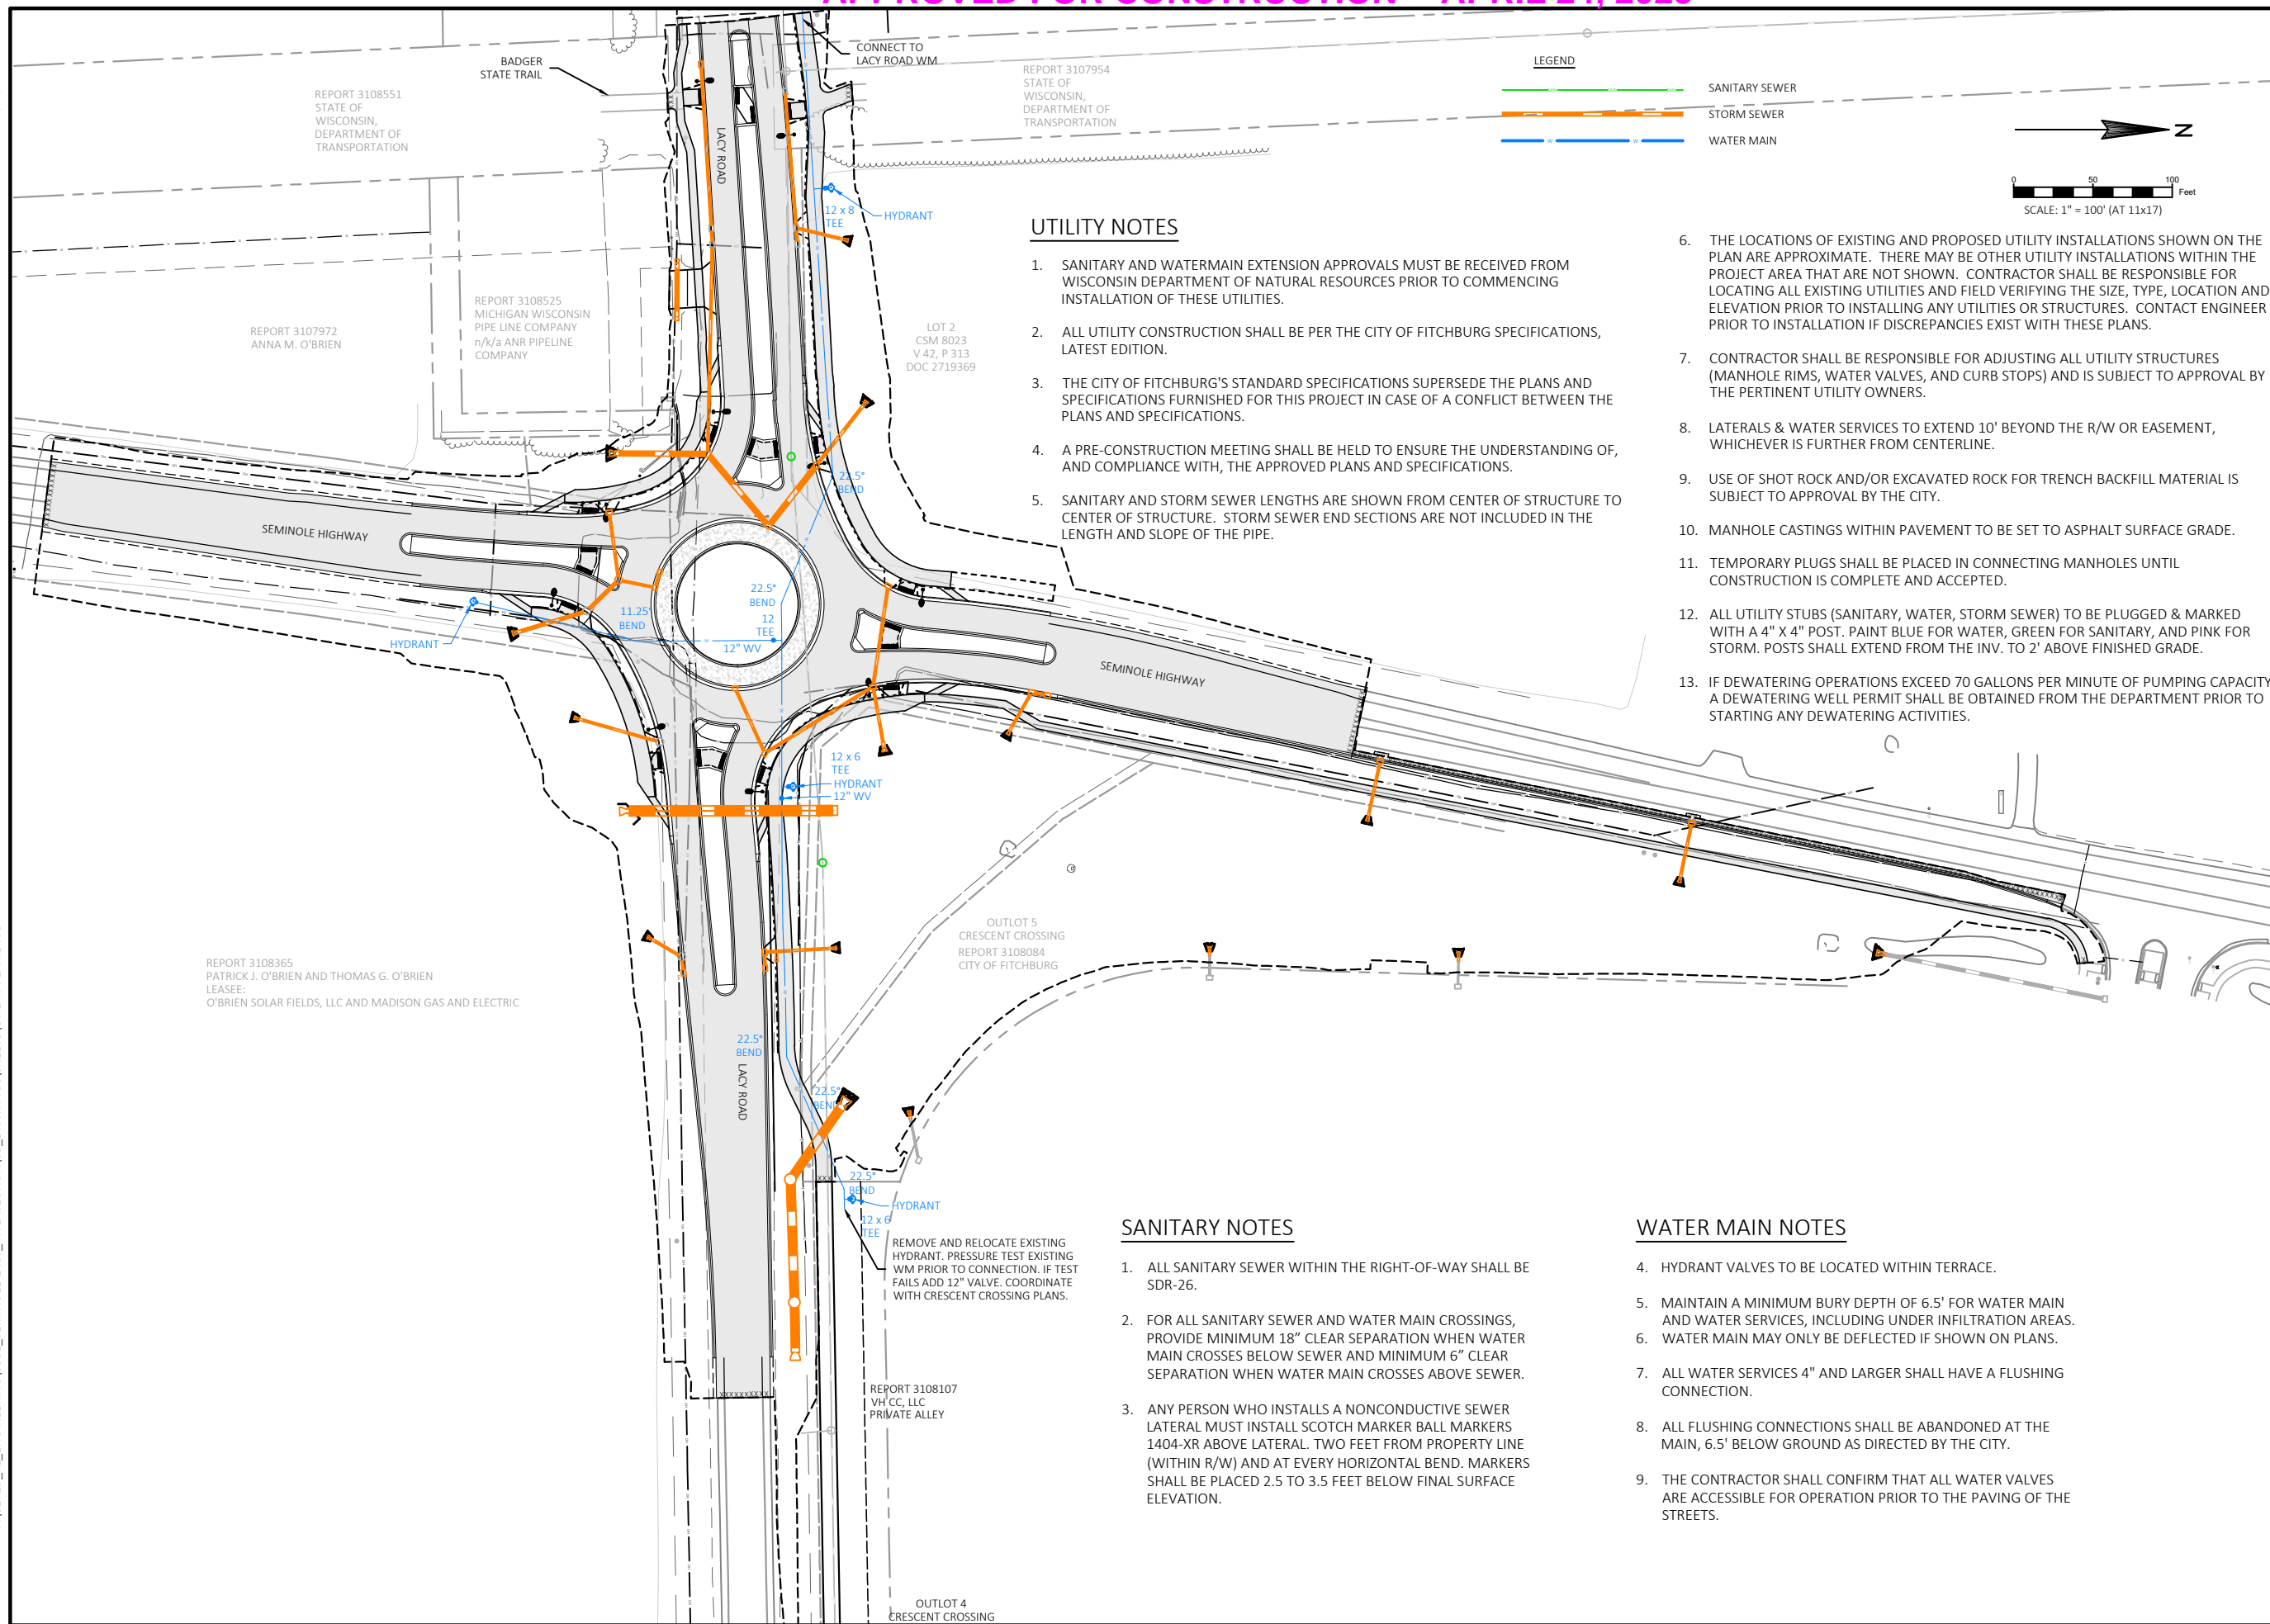 BADGER
STATE TRAIL
CONNECT TO
LACY ROAD WM
REPORT 3108551
STATE OF
WISCONSIN,
DEPARTMENT OF
TRANSPORTATION
REPORT 3107954
STATE OF
WISCONSIN,
DEPARTMENT OF
TRANSPORTATION
LEGEND
SANITARY SEWER
STORM SEWER
WATER MAIN
N
0 50 100
Feet
SCALE: 1" = 100' (AT 11x17)
LACY ROAD
12 x 8
TEE
HYDRANT
REPORT 3108525
MICHIGAN WISCONSIN
PIPE LINE COMPANY
n/k/a ANR PIPELINE
COMPANY
REPORT 3107972
ANNA M. O'BRIEN
LOT 2
CSM 8023
V 42, P 313
DOC 2719369
UTILITY NOTES
1. SANITARY AND WATERMAIN EXTENSION APPROVALS MUST BE RECEIVED FROM
WISCONSIN DEPARTMENT OF NATURAL RESOURCES PRIOR TO COMMENCING
INSTALLATION OF THESE UTILITIES.
2. ALL UTILITY CONSTRUCTION SHALL BE PER THE CITY OF FITCHBURG SPECIFICATIONS,
LATEST EDITION.
3. THE CITY OF FITCHBURG'S STANDARD SPECIFICATIONS SUPERSEDE THE PLANS AND
SPECIFICATIONS FURNISHED FOR THIS PROJECT IN CASE OF A CONFLICT BETWEEN THE
PLANS AND SPECIFICATIONS.
4. A PRE-CONSTRUCTION MEETING SHALL BE HELD TO ENSURE THE UNDERSTANDING OF,
AND COMPLIANCE WITH, THE APPROVED PLANS AND SPECIFICATIONS.
5. SANITARY AND STORM SEWER LENGTHS ARE SHOWN FROM CENTER OF STRUCTURE TO
CENTER OF STRUCTURE. STORM SEWER END SECTIONS ARE NOT INCLUDED IN THE
LENGTH AND SLOPE OF THE PIPE.
6. THE LOCATIONS OF EXISTING AND PROPOSED UTILITY INSTALLATIONS SHOWN ON THE
PLAN ARE APPROXIMATE. THERE MAY BE OTHER UTILITY INSTALLATIONS WITHIN THE
PROJECT AREA THAT ARE NOT SHOWN. CONTRACTOR SHALL BE RESPONSIBLE FOR
LOCATING ALL EXISTING UTILITIES AND FIELD VERIFYING THE SIZE, TYPE, LOCATION AND
ELEVATION PRIOR TO INSTALLING ANY UTILITIES OR STRUCTURES. CONTACT ENGINEER
PRIOR TO INSTALLATION IF DISCREPANCIES EXIST WITH THESE PLANS.
7. CONTRACTOR SHALL BE RESPONSIBLE FOR ADJUSTING ALL UTILITY STRUCTURES
(MANHOLE RIMS, WATER VALVES, AND CURB STOPS) AND IS SUBJECT TO APPROVAL BY
THE PERTINENT UTILITY OWNERS.
8. LATERALS & WATER SERVICES TO EXTEND 10' BEYOND THE R/W OR EASEMENT,
WHICHEVER IS FURTHER FROM CENTERLINE.
9. USE OF SHOT ROCK AND/OR EXCAVATED ROCK FOR TRENCH BACKFILL MATERIAL IS
SUBJECT TO APPROVAL BY THE CITY.
10. MANHOLE CASTINGS WITHIN PAVEMENT TO BE SET TO ASPHALT SURFACE GRADE.
11. TEMPORARY PLUGS SHALL BE PLACED IN CONNECTING MANHOLES UNTIL
CONSTRUCTION IS COMPLETE AND ACCEPTED.
12. ALL UTILITY STUBS (SANITARY, WATER, STORM SEWER) TO BE PLUGGED & MARKED
WITH A 4" X 4" POST. PAINT BLUE FOR WATER, GREEN FOR SANITARY, AND PINK FOR
STORM. POSTS SHALL EXTEND FROM THE INV. TO 2' ABOVE FINISHED GRADE.
13. IF DEWATERING OPERATIONS EXCEED 70 GALLONS PER MINUTE OF PUMPING CAPACITY
A DEWATERING WELL PERMIT SHALL BE OBTAINED FROM THE DEPARTMENT PRIOR TO
STARTING ANY DEWATERING ACTIVITIES.
22.5°
BEND
SEMINOLE HIGHWAY
22.5°
BEND
12
TEE
11.25°
BEND
12" WV
HYDRANT
SEMINOLE HIGHWAY
12 x 6
TEE
HYDRANT
12" WV
OUTLOT 5
CRESCENT CROSSING
REPORT 3108084
CITY OF FITCHBURG
REPORT 3108365
PATRICK J. O'BRIEN AND THOMAS G. O'BRIEN
LEASEE:
O'BRIEN SOLAR FIELDS, LLC AND MADISON GAS AND ELECTRIC
22.5°
BEND
LACY ROAD
22.5°
BEND
22.5°
BEND
HYDRANT
12 x 6
TEE
REMOVE AND RELOCATE EXISTING
HYDRANT. PRESSURE TEST EXISTING
WM PRIOR TO CONNECTION. IF TEST
FAILS ADD 12" VALVE. COORDINATE
WITH CRESCENT CROSSING PLANS.
REPORT 3108107
VH CC, LLC
PRIVATE ALLEY
OUTLOT 4
CRESCENT CROSSING
SANITARY NOTES
1. ALL SANITARY SEWER WITHIN THE RIGHT-OF-WAY SHALL BE
SDR-26.
2. FOR ALL SANITARY SEWER AND WATER MAIN CROSSINGS,
PROVIDE MINIMUM 18” CLEAR SEPARATION WHEN WATER
MAIN CROSSES BELOW SEWER AND MINIMUM 6” CLEAR
SEPARATION WHEN WATER MAIN CROSSES ABOVE SEWER.
3. ANY PERSON WHO INSTALLS A NONCONDUCTIVE SEWER
LATERAL MUST INSTALL SCOTCH MARKER BALL MARKERS
1404-XR ABOVE LATERAL. TWO FEET FROM PROPERTY LINE
(WITHIN R/W) AND AT EVERY HORIZONTAL BEND. MARKERS
SHALL BE PLACED 2.5 TO 3.5 FEET BELOW FINAL SURFACE
ELEVATION.
WATER MAIN NOTES
4. HYDRANT VALVES TO BE LOCATED WITHIN TERRACE.
5. MAINTAIN A MINIMUM BURY DEPTH OF 6.5' FOR WATER MAIN
AND WATER SERVICES, INCLUDING UNDER INFILTRATION AREAS.
6. WATER MAIN MAY ONLY BE DEFLECTED IF SHOWN ON PLANS.
7. ALL WATER SERVICES 4" AND LARGER SHALL HAVE A FLUSHING
CONNECTION.
8. ALL FLUSHING CONNECTIONS SHALL BE ABANDONED AT THE
MAIN, 6.5' BELOW GROUND AS DIRECTED BY THE CITY.
9. THE CONTRACTOR SHALL CONFIRM THAT ALL WATER VALVES
ARE ACCESSIBLE FOR OPERATION PRIOR TO THE PAVING OF THE
STREETS.